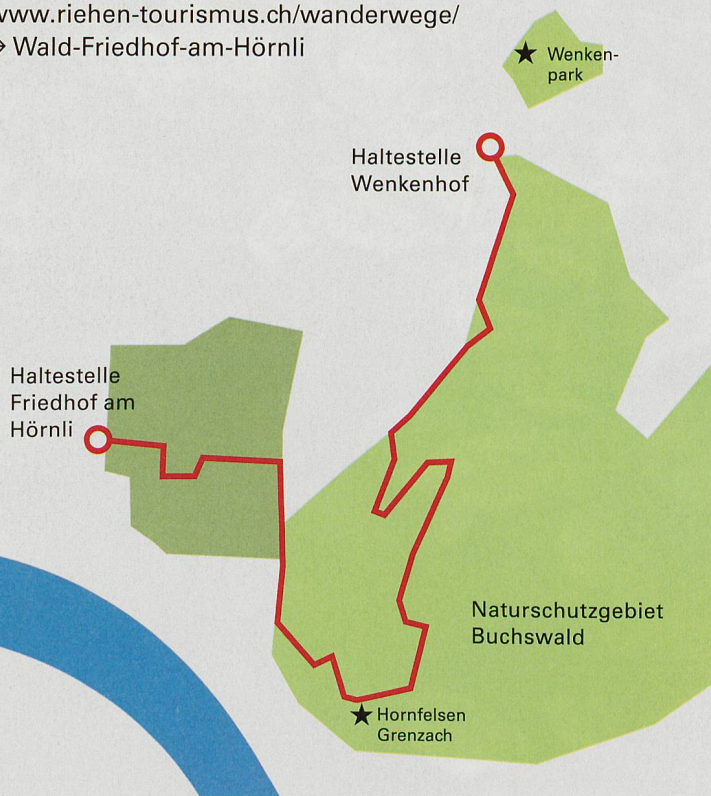 www.riehen-tourismus.ch/wanderwege/
→ Wald-Friedhof-am-Hörnli
Wenken-
park
Haltestelle
Wenkenhof
Haltestelle
Friedhof am
Hörnli
Naturschutzgebiet
Buchswald
Hornfelsen
Grenzach